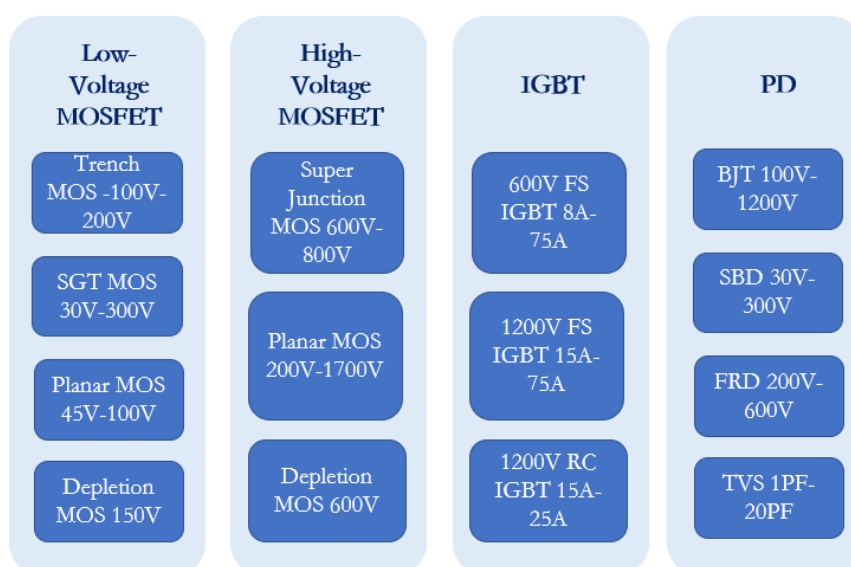 Low-
Voltage
MOSFET
Trench
MOS -100V-
200V
SGT MOS
30V-300V
Planar MOS
45V-100V
Depletion
MOS 150V
High-
Voltage
MOSFET
Super
Junction
MOS 600V-
800V
Planar MOS
200V-1700V
Depletion
MOS 600V
IGBT
600V FS
IGBT 8A-
75A
1200V FS
IGBT 15A-
75A
1200V RC
IGBT 15A-
25A
PD
BJT 100V-
1200V
SBD 30V-
300V
FRD 200V-
600V
TVS 1PF-
20PF